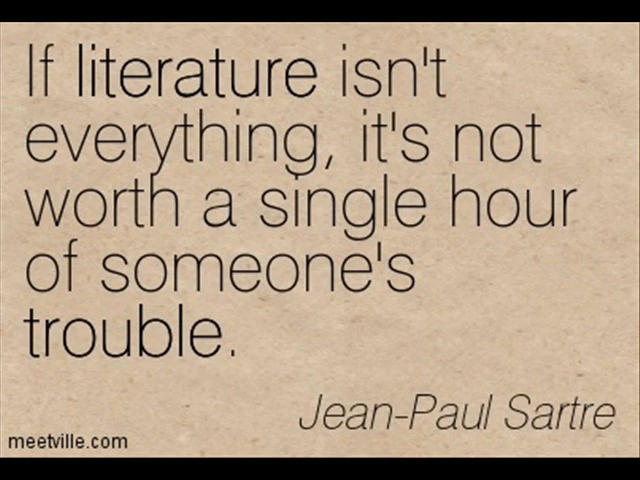 If literature isn't
everything, it's not
worth a single hour
of someone's
trouble.
Jean-Paul Sartre
meetville.com